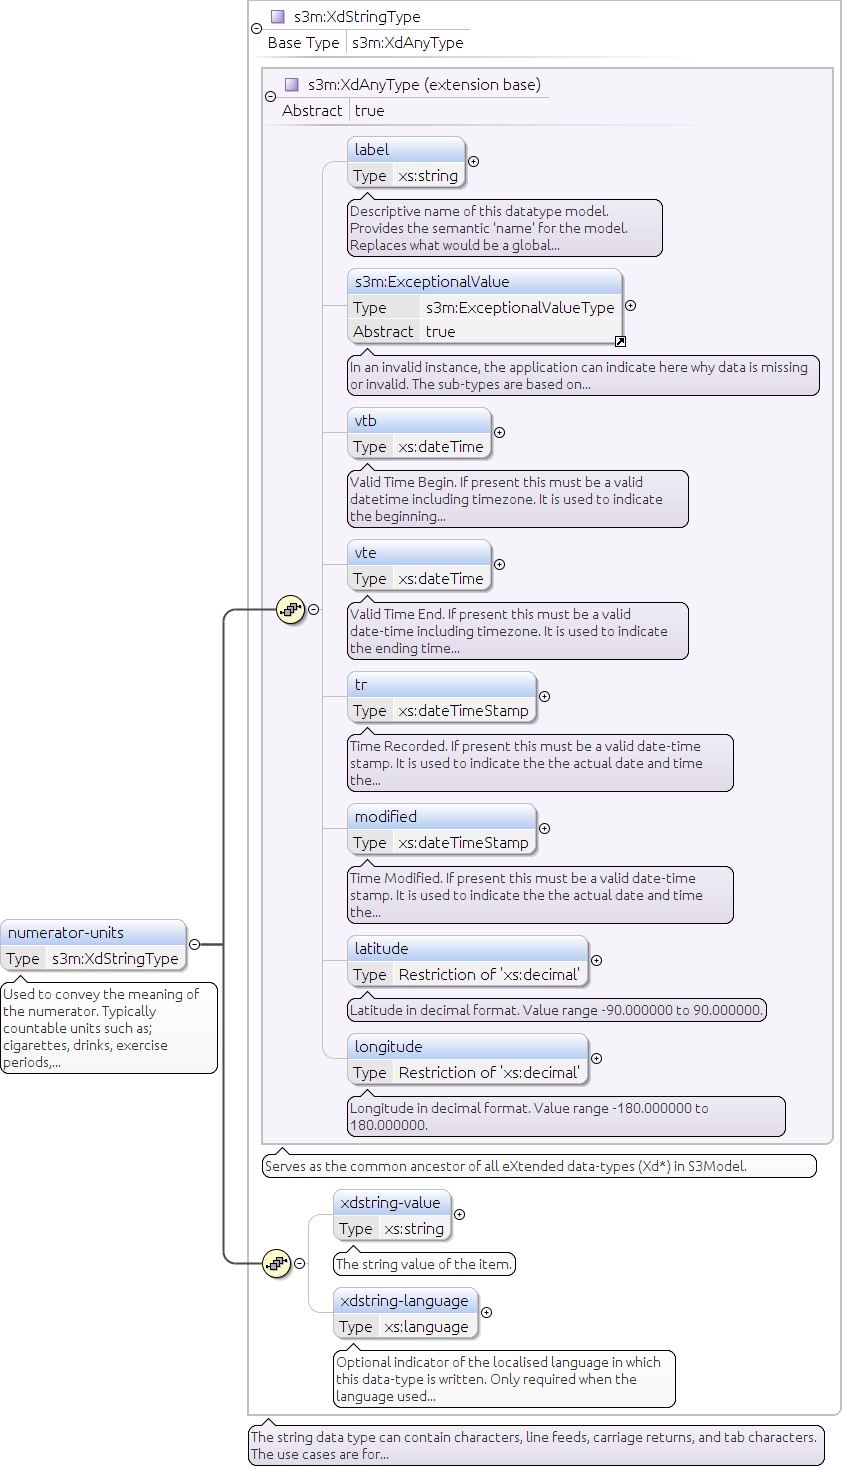 s3m:XdStringType
Base Type s3m:XdAnyType
s3m:XdAnyType (extension base)
Abstract true
label
Type xs:string
Descriptive name of this datatype model.
Provides the semantic 'name' for the model.
Replaces what would be a global...
s3m:ExceptionalValue
Type s3m:ExceptionalValueType
Abstract true
In an invalid instance, the application can indicate here why data is missing
or invalid. The sub-types are based on...
vtb
Type xs:dateTime
Valid Time Begin. If present this must be a valid
datetime including timezone. It is used to indicate
the beginning...
vte
Type xs:dateTime
Valid Time End. If present this must be a valid
date-time including timezone. It is used to indicate
the ending time...
tr
Type xs:dateTimeStamp
Time Recorded. If present this must be a valid date-time
stamp. It is used to indicate the the actual date and time
the...
modified
Type xs:dateTimeStamp
Time Modified. If present this must be a valid date-time
stamp. It is used to indicate the the actual date and time
the...
numerator-units
Type s3m:XdStringType
Used to convey the meaning of
the numerator. Typically
countable units such as;
cigarettes, drinks, exercise
periods,...
latitude
Type Restriction of 'xs:decimal'
Latitude in decimal format. Value range -90.000000 to 90.000000.
longitude
Type Restriction of 'xs:decimal'
Longitude in decimal format. Value range -180.000000 to
180.000000.
Serves as the common ancestor of all eXtended data-types (Xd*) in S3Model.
xdstring-value
Type xs:string
The string value of the item.
xdstring-language
Type xs:language
Optional indicator of the localised language in which
this data-type is written. Only required when the
language used...
The string data type can contain characters, line feeds, carriage returns, and tab characters.
The use cases are for...